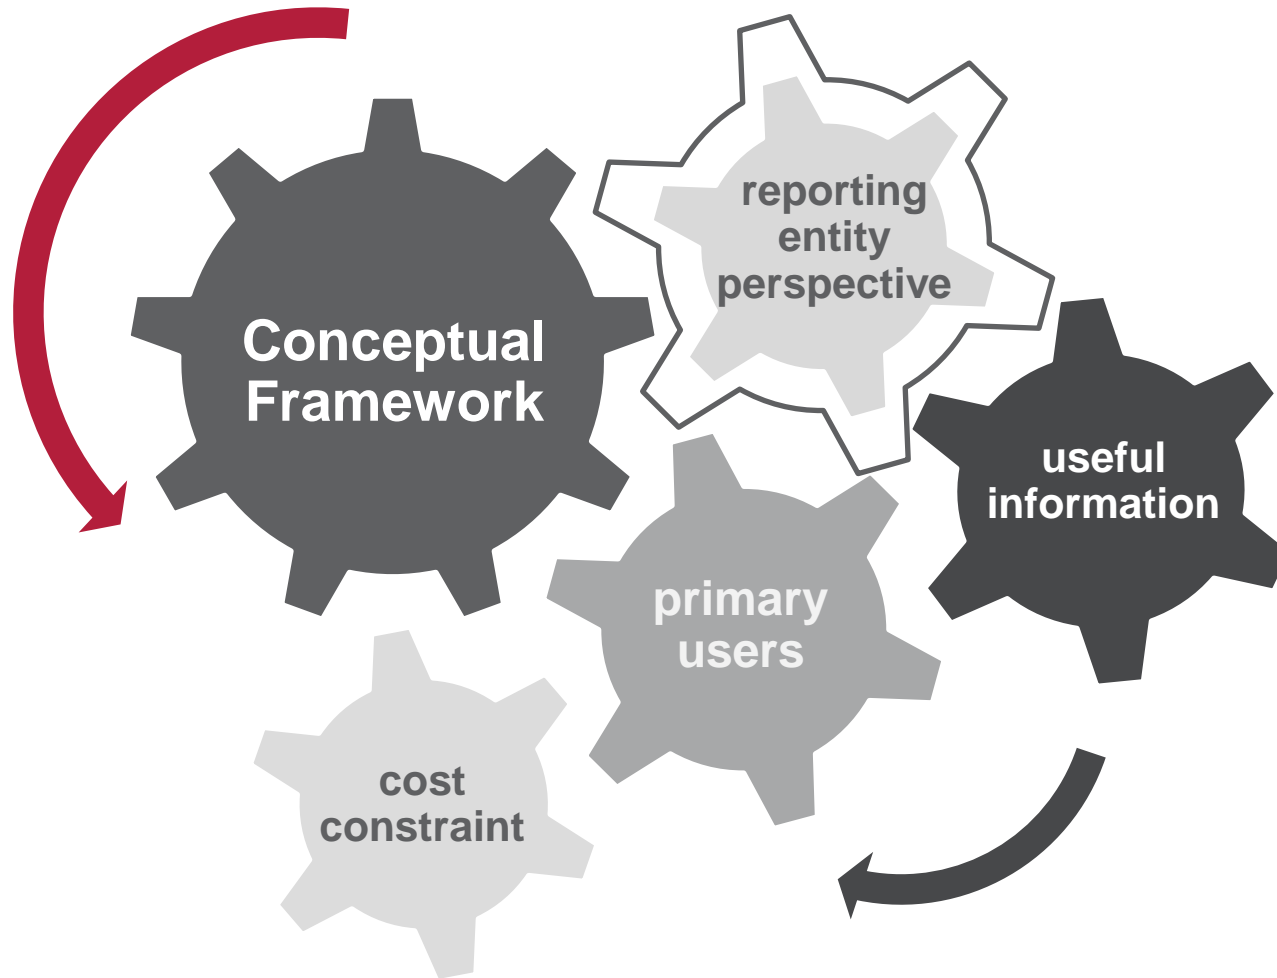 reporting
entity
perspective
Conceptual
Framework
useful
information
primary
users
cost
constraint